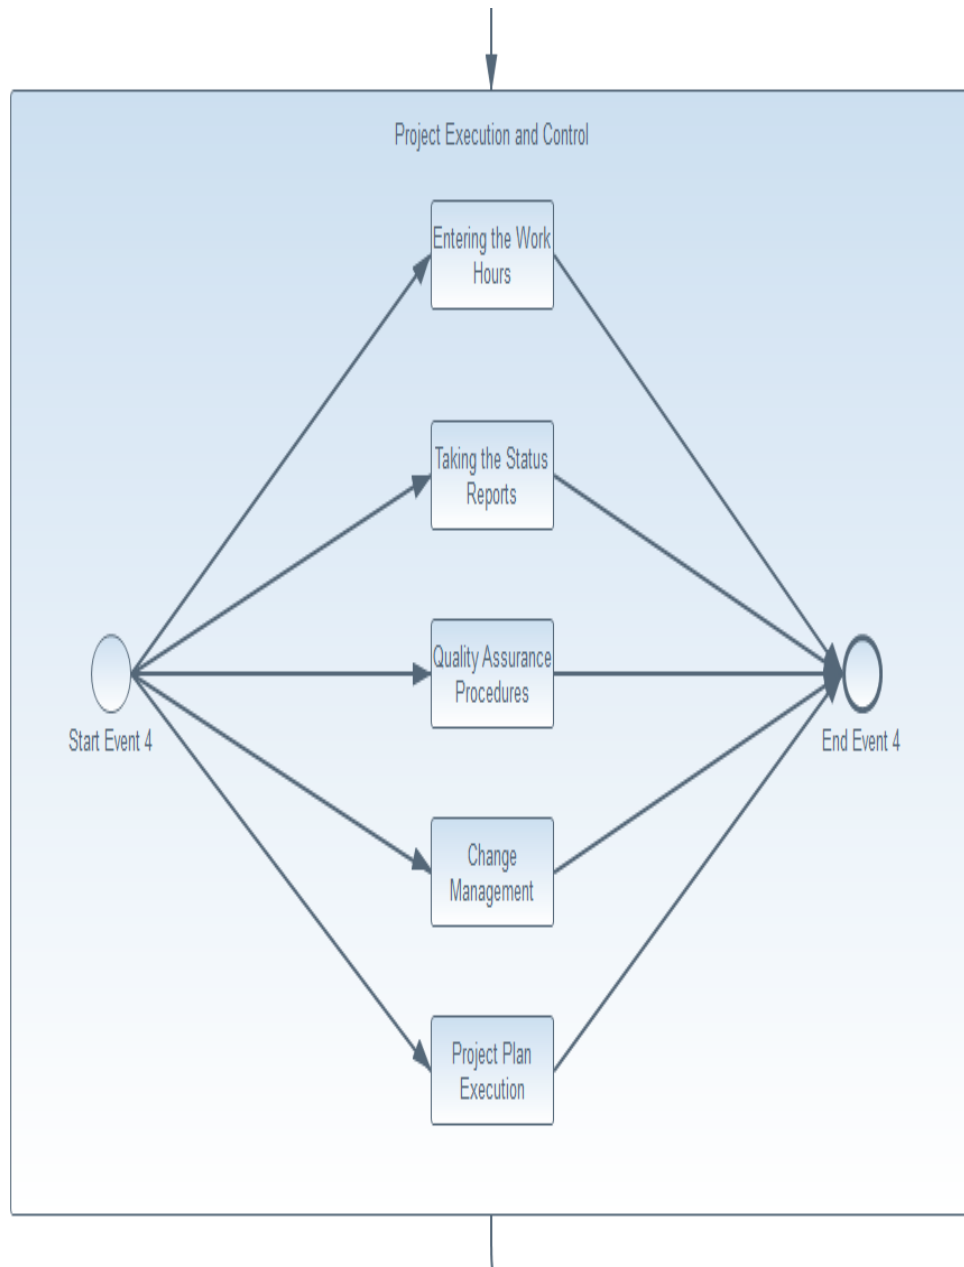 Project Execution and Control
Entering the Work
Hours
Taking the Status
Reports
Quality Assurance
Procedures
Start Event 4
End Event 4
Change
Management
Project Plan
Execution